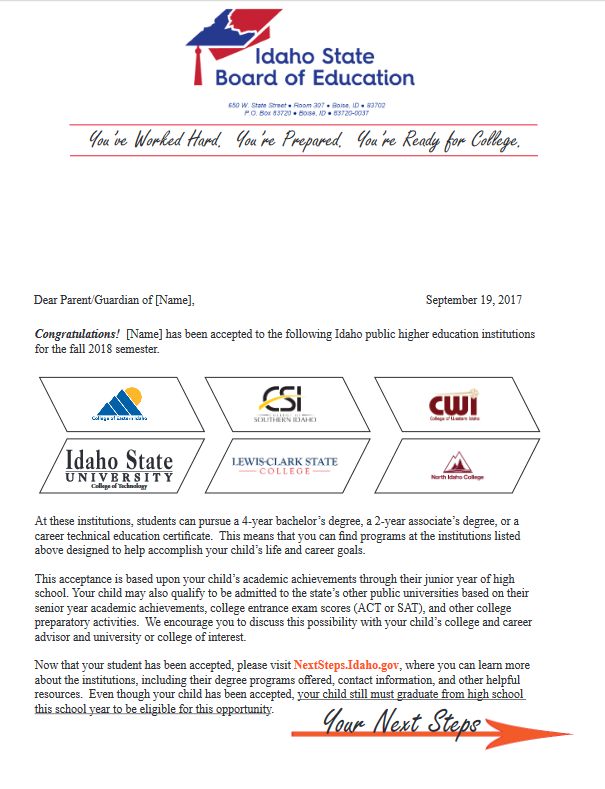 Idaho State
Board of Education
650 W. State Street • Room 307 • Boise, ID • 83702
P.O. Box 83720 • Boise, ID • 83720-0037
You've Worked Hard. You're Prepared. You're Ready for College.
Dear Parent/Guardian of [Name], September 19, 2017
Congratulations! [Name] has been accepted to the following Idaho public higher education institutions
for the fall 2018 semester.
College of Eastern Idaho
CSI
COLLEGE OF
SOUTHERN IDAHO
CWI
College of Western Idaho
Idaho State
UNIVERSITY
College of Technology
LEWIS-CLARK STATE
COLLEGE
North Idaho College
At these institutions, students can pursue a 4-year bachelor's degree, a 2-year associate's degree, or a
career technical education certificate. This means that you can find programs at the institutions listed
above designed to help accomplish your child's life and career goals.
This acceptance is based upon your child's academic achievements through their junior year of high
school. Your child may also qualify to be admitted to the state's other public universities based on their
senior year academic achievements, college entrance exam scores (ACT or SAT), and other college
preparatory activities. We encourage you to discuss this possibility with your child's college and career
advisor and university or college of interest.
Now that your student has been accepted, please visit NextSteps.Idaho.gov, where you can learn more
about the institutions, including their degree programs offered, contact information, and other helpful
resources. Even though your child has been accepted, your child still must graduate from high school
this school year to be eligible for this opportunity.
Your Next Steps